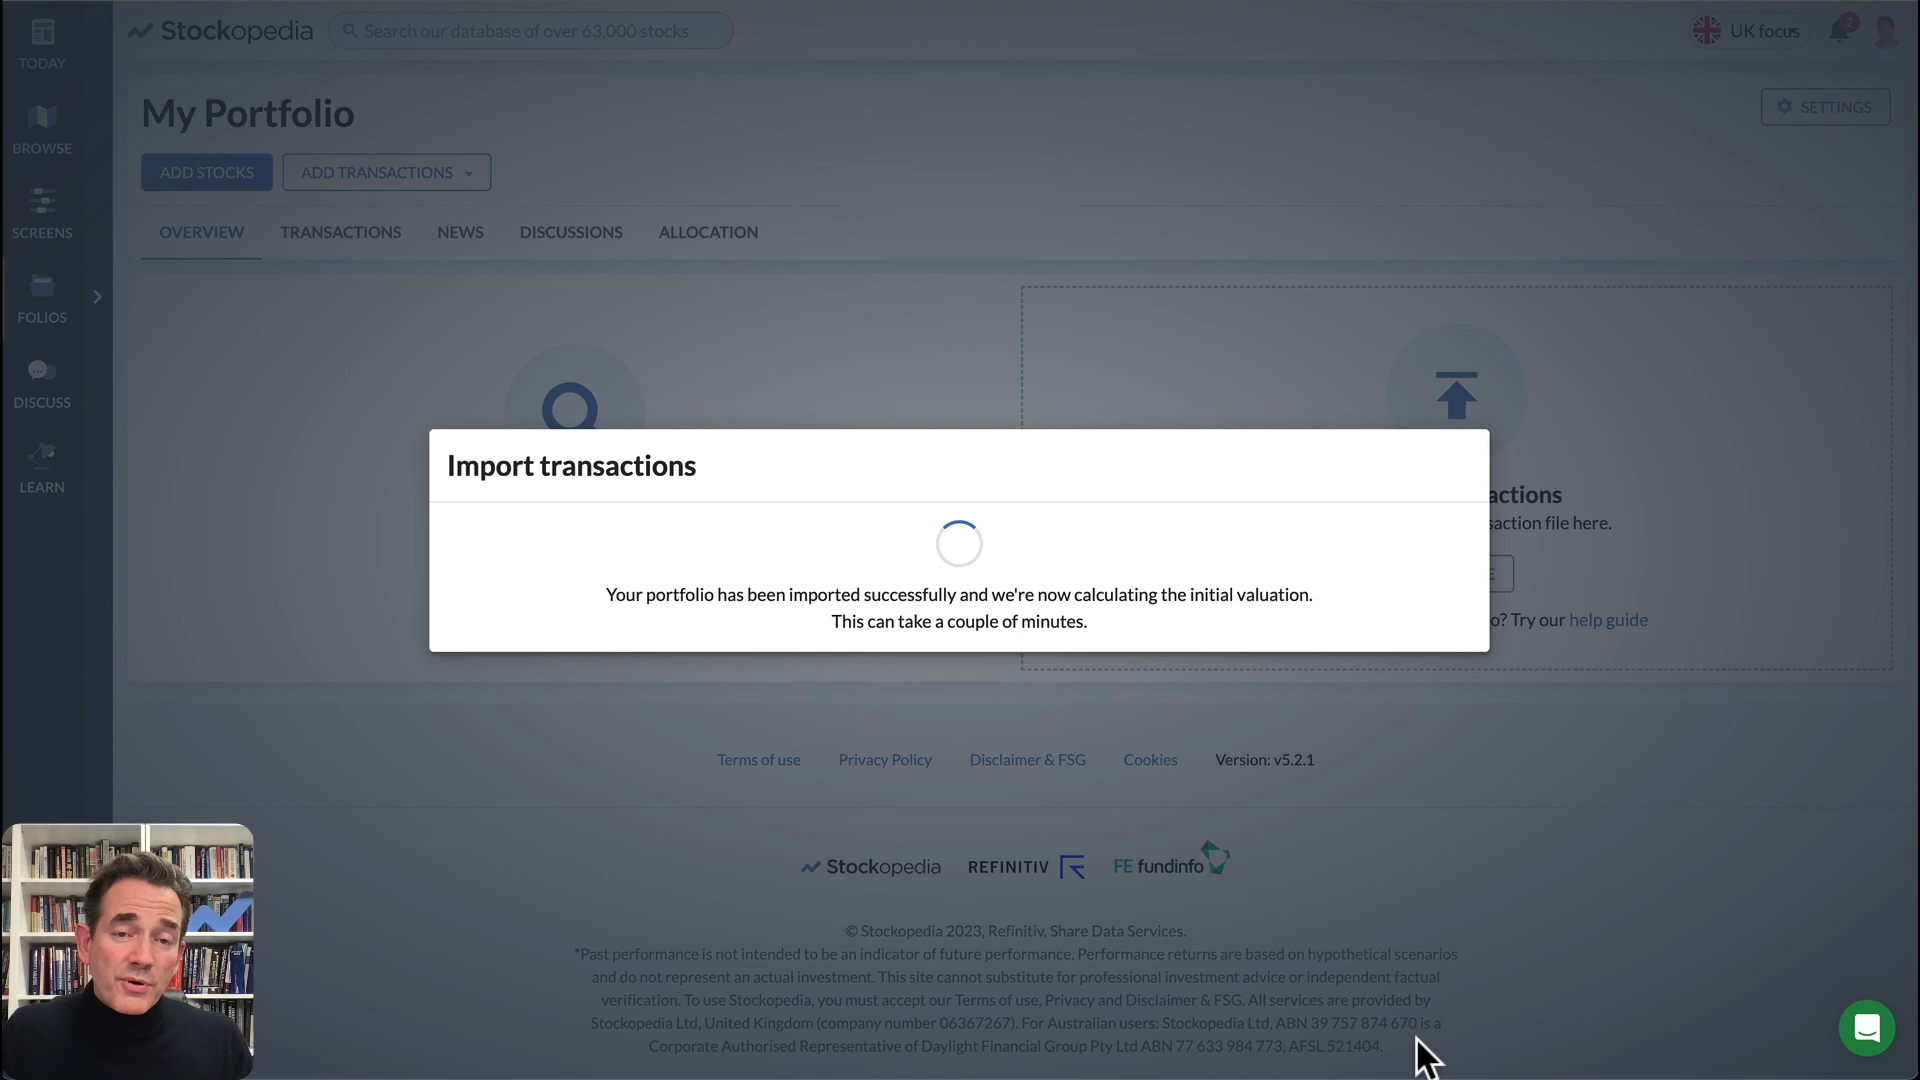 TODAY
Stockopedia
Search our database of over 63,000 stocks
UK focus
2
BROWSE
My Portfolio
SETTINGS
ADD STOCKS
ADD TRANSACTIONS
SCREENS
OVERVIEW
TRANSACTIONS
NEWS
DISCUSSIONS
ALLOCATION
FOLIOS
DISCUSS
LEARN
Import transactions
Your portfolio has been imported successfully and we're now calculating the initial valuation.
This can take a couple of minutes.
actions
saction file here.
E
o? Try our help guide
Terms of use
Privacy Policy
Disclaimer & FSG
Cookies
Version: v5.2.1
Stockopedia
REFINITIV
FE fundinfo
© Stockopedia 2023, Refinitiv, Share Data Services.
*Past performance is not intended to be an indicator of future performance. Performance returns are based on hypothetical scenarios
and do not represent an actual investment. This site cannot substitute for professional investment advice or independent factual
verification. To use Stockopedia, you must accept our Terms of use, Privacy and Disclaimer & FSG. All services are provided by
Stockopedia Ltd, United Kingdom (company number 06367267). For Australian users: Stockopedia Ltd, ABN 39 757 874 670 is a
Corporate Authorised Representative of Daylight Financial Group Pty Ltd ABN 77 633 984 773, AFSL 521404.